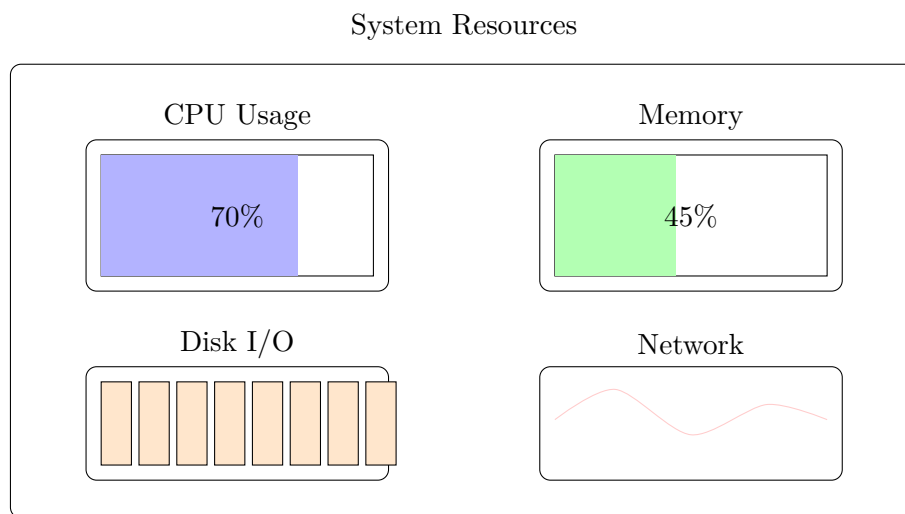 System Resources
CPU Usage
Memory
70%
45%
Disk I/O
Network